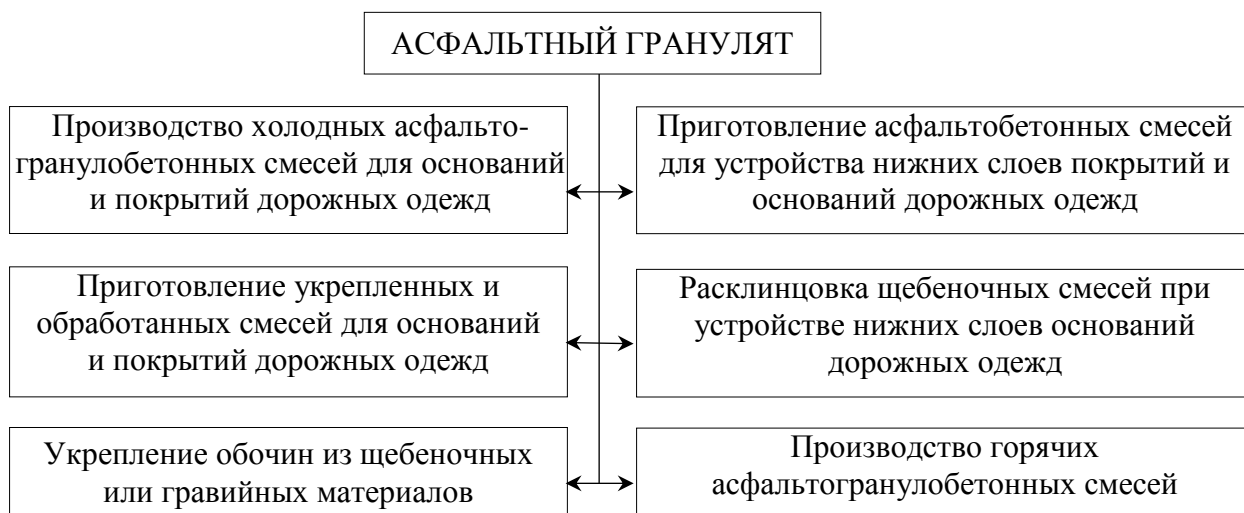 АСФАЛЬТНЫЙ ГРАНУЛЯТ
Производство холодных асфальто-
гранулобетонных смесей для оснований
и покрытий дорожных одежд
Приготовление асфальтобетонных смесей
для устройства нижних слоев покрытий и
оснований дорожных одежд
Приготовление укрепленных и
обработанных смесей для оснований
и покрытий дорожных одежд
Расклинцовка щебеночных смесей при
устройстве нижних слоев оснований
дорожных одежд
Укрепление обочин из щебеночных
или гравийных материалов
Производство горячих
асфальтогранулобетонных смесей